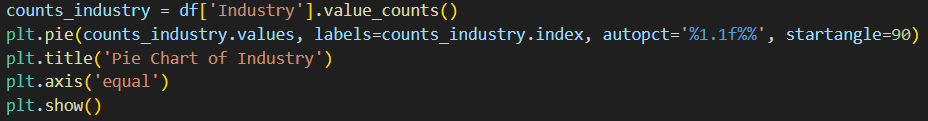 counts_industry = df['Industry'].value_counts()
plt.pie(counts_industry.values, labels=counts_industry.index, autopct='%1.1f%%', startangle=90)
plt.title('Pie Chart of Industry')
plt.axis('equal')
plt.show()